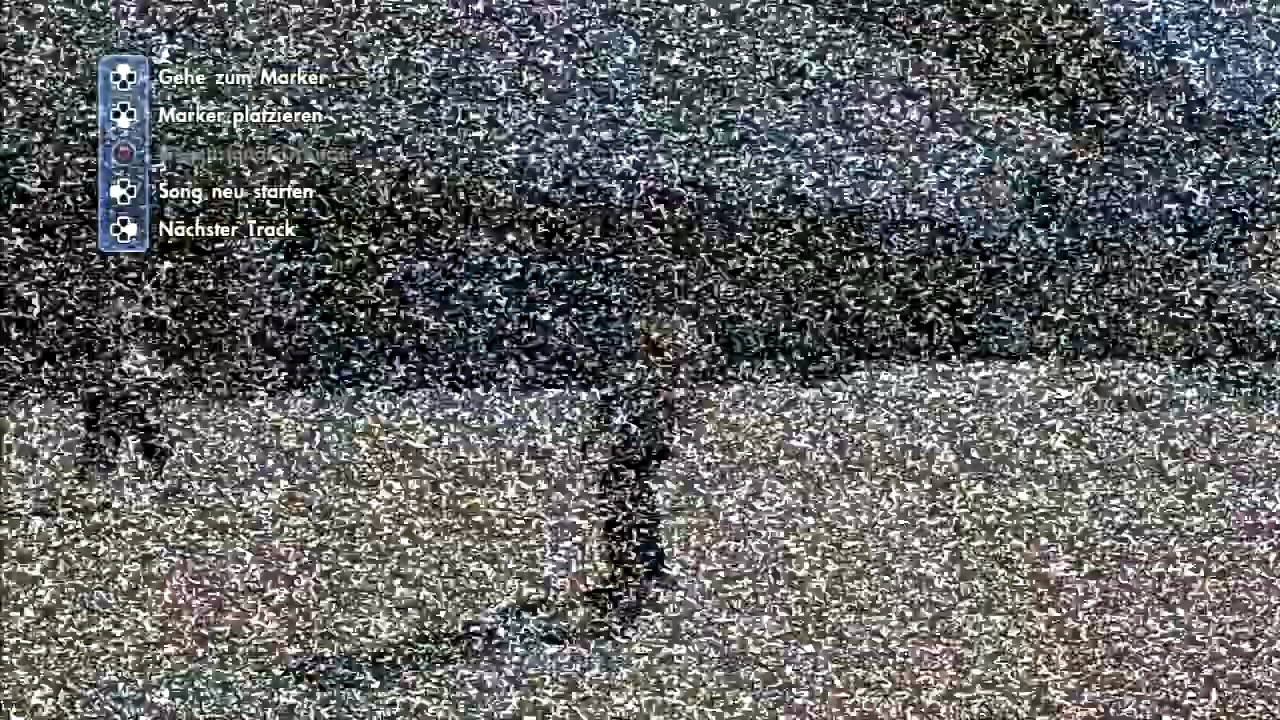 Gehe zum Marker
Marker platzieren
Song neu starten
Nächster Track